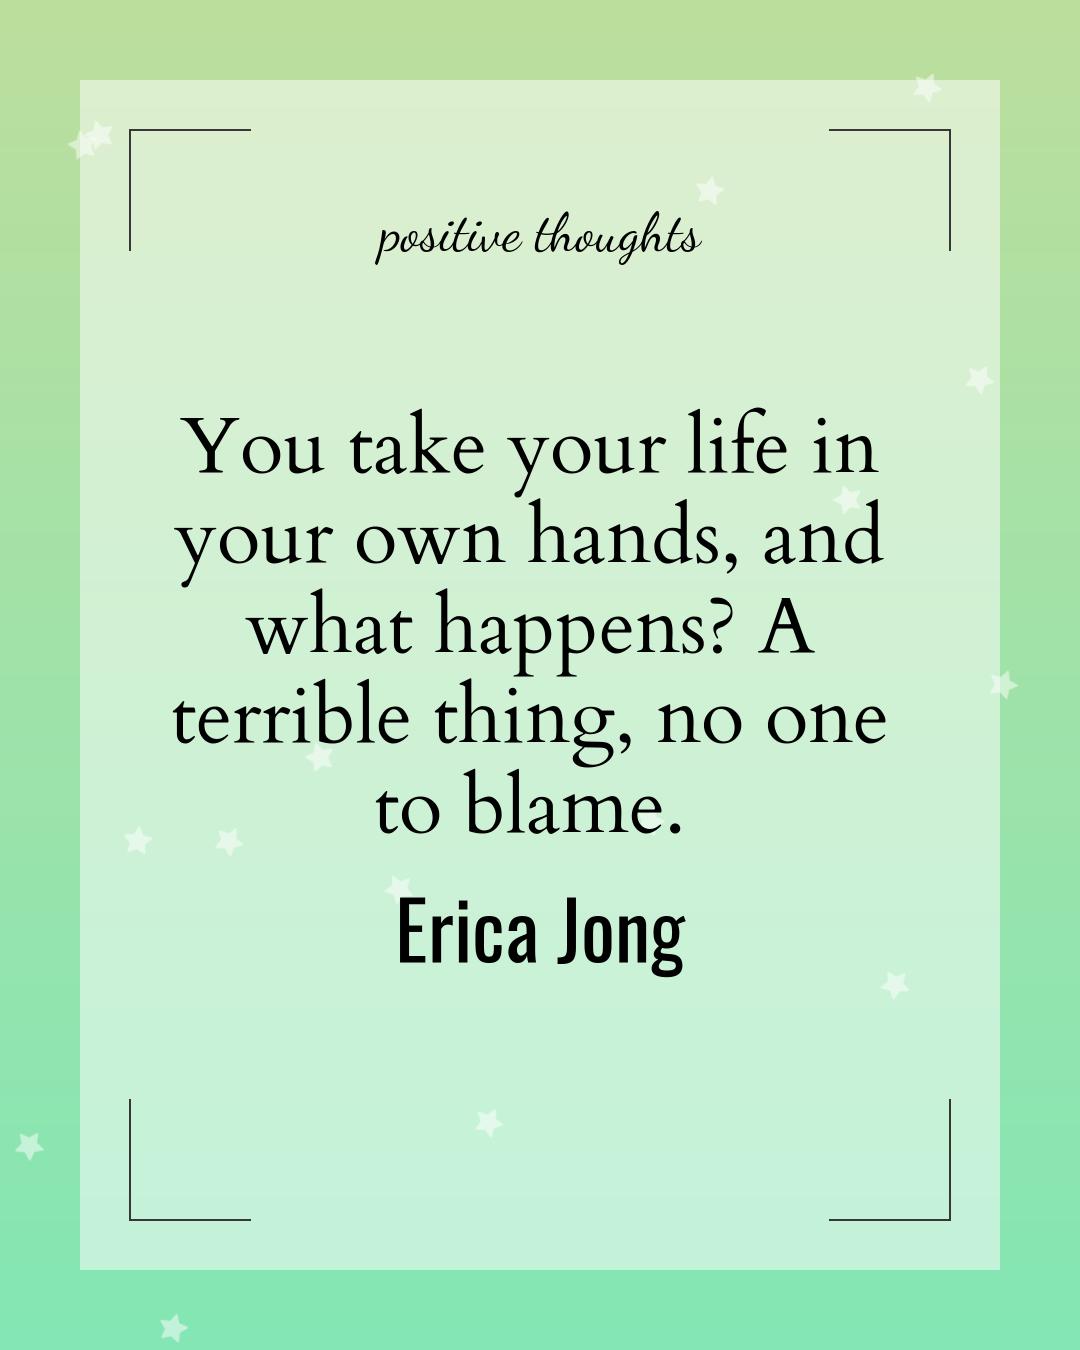 positive thoughts
You take your life in
your own hands, and
what happens? A
terrible thing, no one
to blame.
Erica Jong